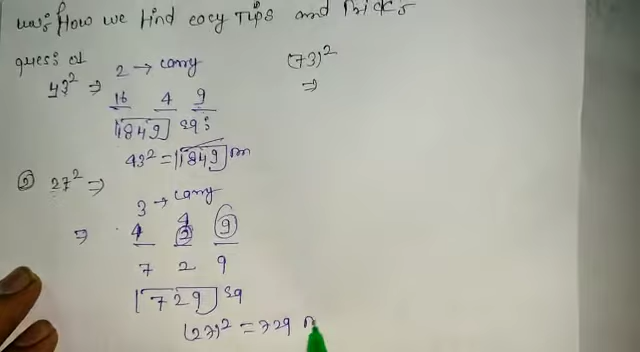 How we find easy Tips and Tricks
guess of
43² ⇒
2 → carry
16 4 9
1849 sq:
43² = 1849
② 27² ⇒
3 → carry
4
⇒ 4 2 9
7 2 9
729 sq
(27)² = 729
(73)²
⇒